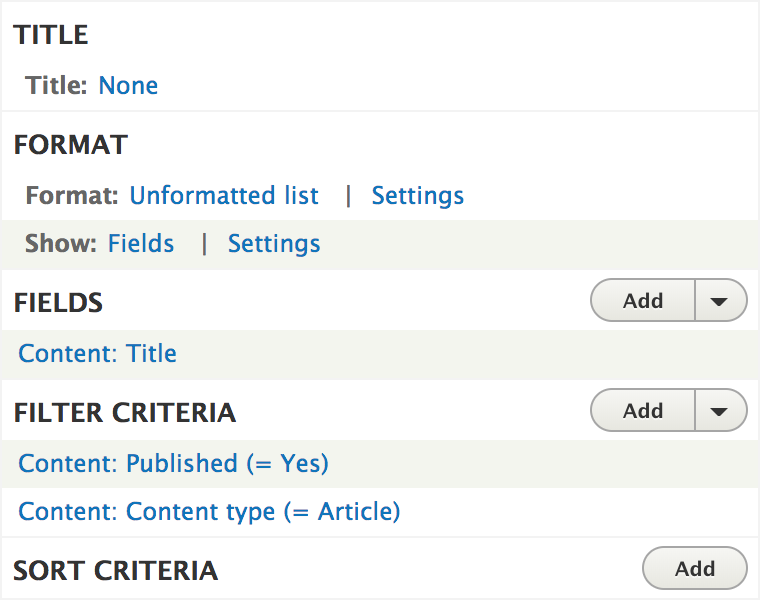 TITLE
Title: None
FORMAT
Format: Unformatted list | Settings
Show: Fields | Settings
FIELDS Add
Content: Title
FILTER CRITERIA Add
Content: Published (= Yes)
Content: Content type (= Article)
SORT CRITERIA Add